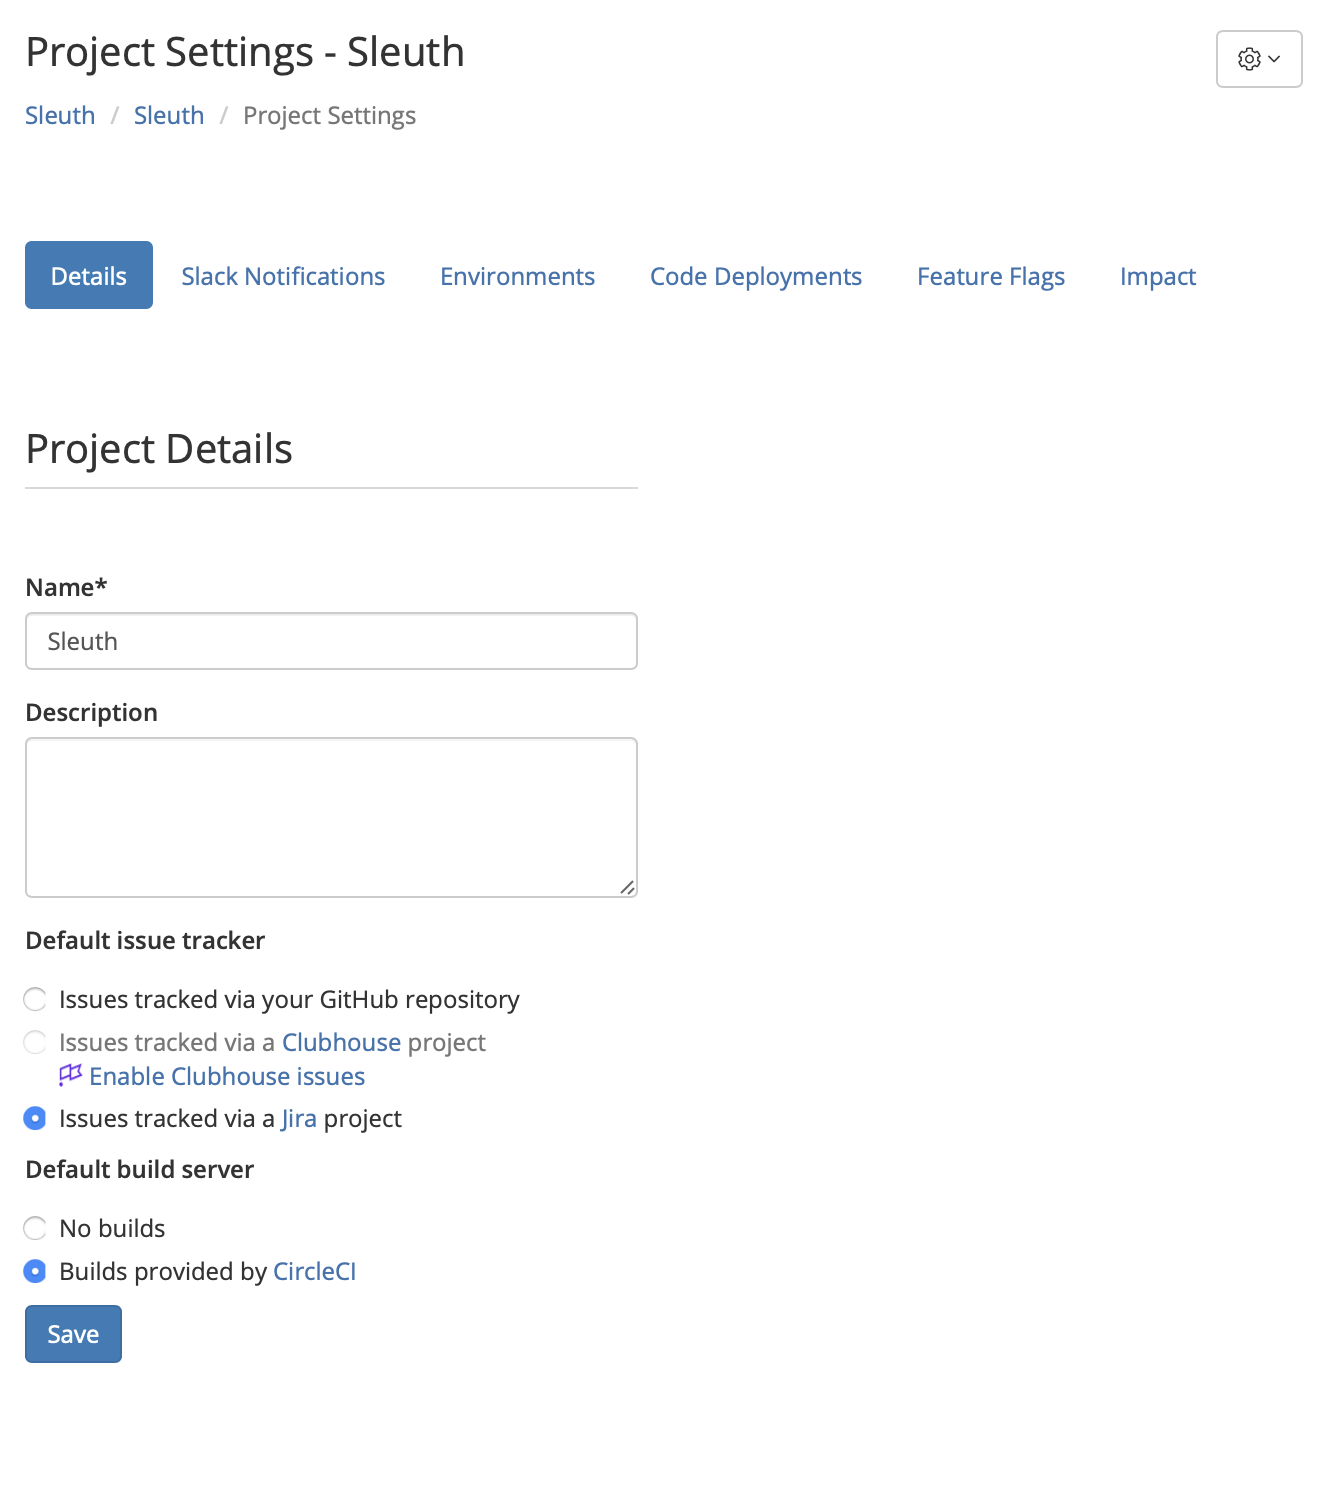 Project Settings - Sleuth
Sleuth / Sleuth / Project Settings
Details Slack Notifications Environments Code Deployments Feature Flags Impact
Project Details
Name*
Sleuth
Description
Default issue tracker
Issues tracked via your GitHub repository
Issues tracked via a Clubhouse project
Enable Clubhouse issues
Issues tracked via a Jira project
Default build server
No builds
Builds provided by CircleCI
Save